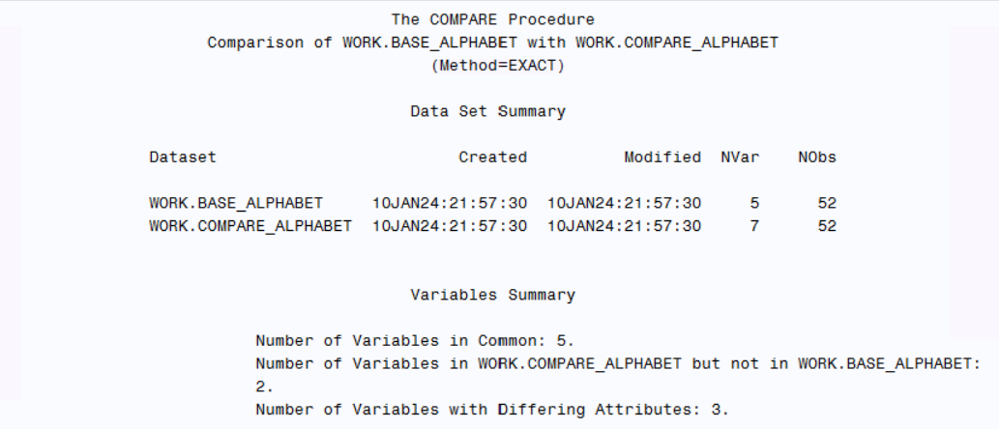 The COMPARE Procedure
Comparison of WORK.BASE_ALPHABET with WORK.COMPARE_ALPHABET
(Method=EXACT)
Data Set Summary
Dataset Created Modified NVar NObs
WORK.BASE_ALPHABET 10JAN24:21:57:30 10JAN24:21:57:30 5 52
WORK.COMPARE_ALPHABET 10JAN24:21:57:30 10JAN24:21:57:30 7 52
Variables Summary
Number of Variables in Common: 5.
Number of Variables in WORK.COMPARE_ALPHABET but not in WORK.BASE_ALPHABET:
2.
Number of Variables with Differing Attributes: 3.